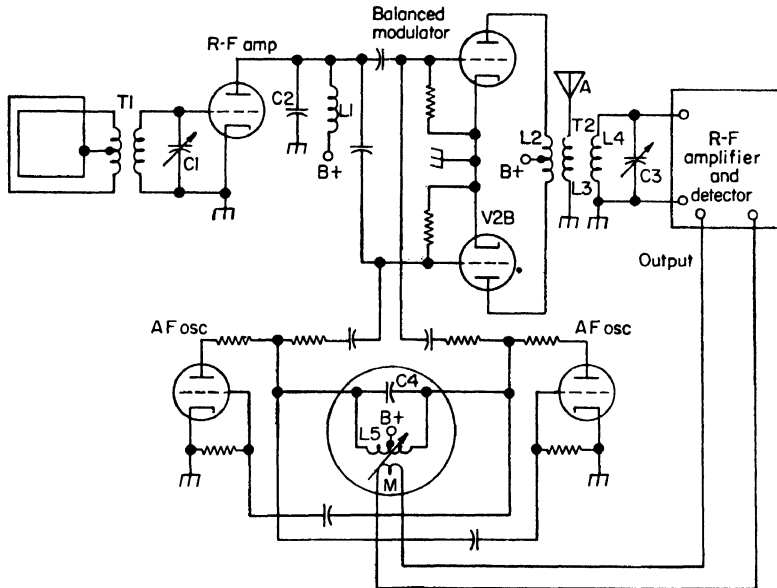 Balanced
modulator
R-F amp
A
T1
C2
L1
L2
T2
L4
R-F
amplifier
and
detector
C1
B+
B+
C3
L3
V2B
Output
AF osc
AF osc
C4
B+
L5
M